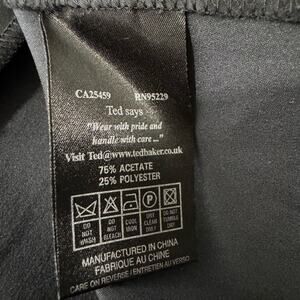 CA25459 RN95229
Ted says
"Wear with pride and
handle with care ..."
Visit Ted@www.tedbaker.co.uk
75% ACETATE
25% POLYESTER
DO NOT WASH
DO NOT BLEACH
COOL IRON
DRY CLEAN ONLY
DO NOT TUMBLE DRY
MANUFACTURED IN CHINA
FABRIQUE AU CHINE
CARE ON REVERSE/ENTRETIEN AU VERSO